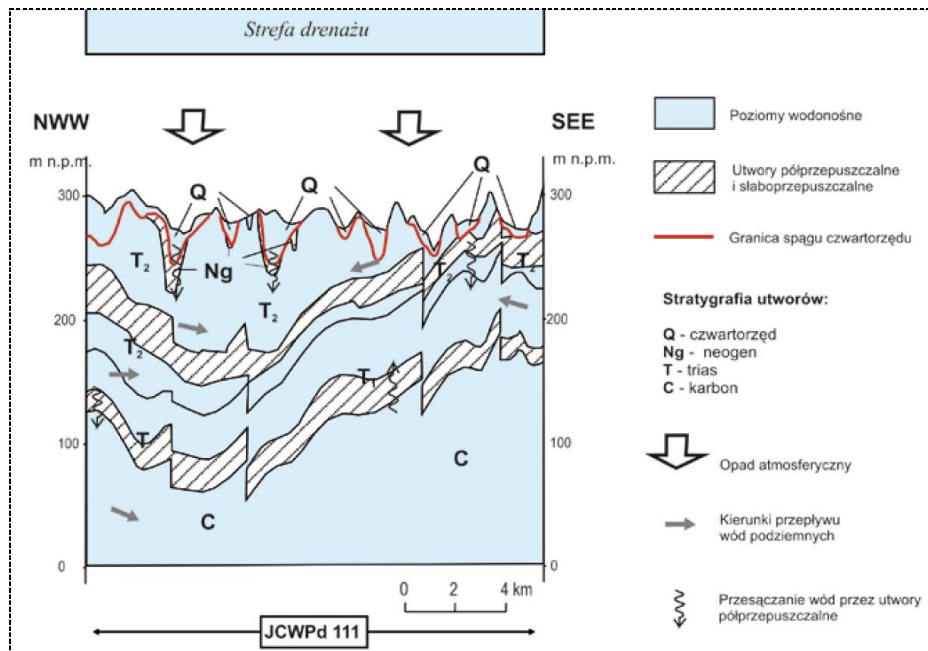 Strefa drenażu
NWW
SEE
m n.p.m.
m n.p.m.
300
200
100
0
300
200
100
0
Q
Q
Q
T2
Ng
T2
T2
T2
T2
T1
T
C
C
0 2 4 km
JCWPd 111
Poziomy wodonośne
Utwory półprzepuszczalne
i słaboprzepuszczalne
Granica spągu czwartorzędu
Stratygrafia utworów:
Q - czwartorzęd
Ng - neogen
T - trias
C - karbon
Opad atmosferyczny
Kierunki przepływu
wód podziemnych
Przesączanie wód przez utwory
półprzepuszczalne